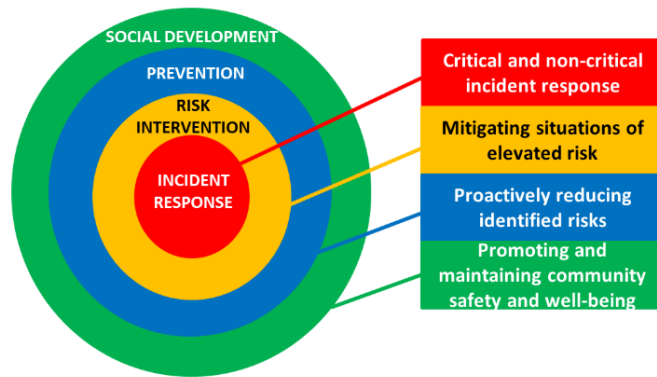 SOCIAL DEVELOPMENT
PREVENTION
RISK
INTERVENTION
INCIDENT
RESPONSE
Critical and non-critical
incident response
Mitigating situations of
elevated risk
Proactively reducing
identified risks
Promoting and
maintaining community
safety and well-being